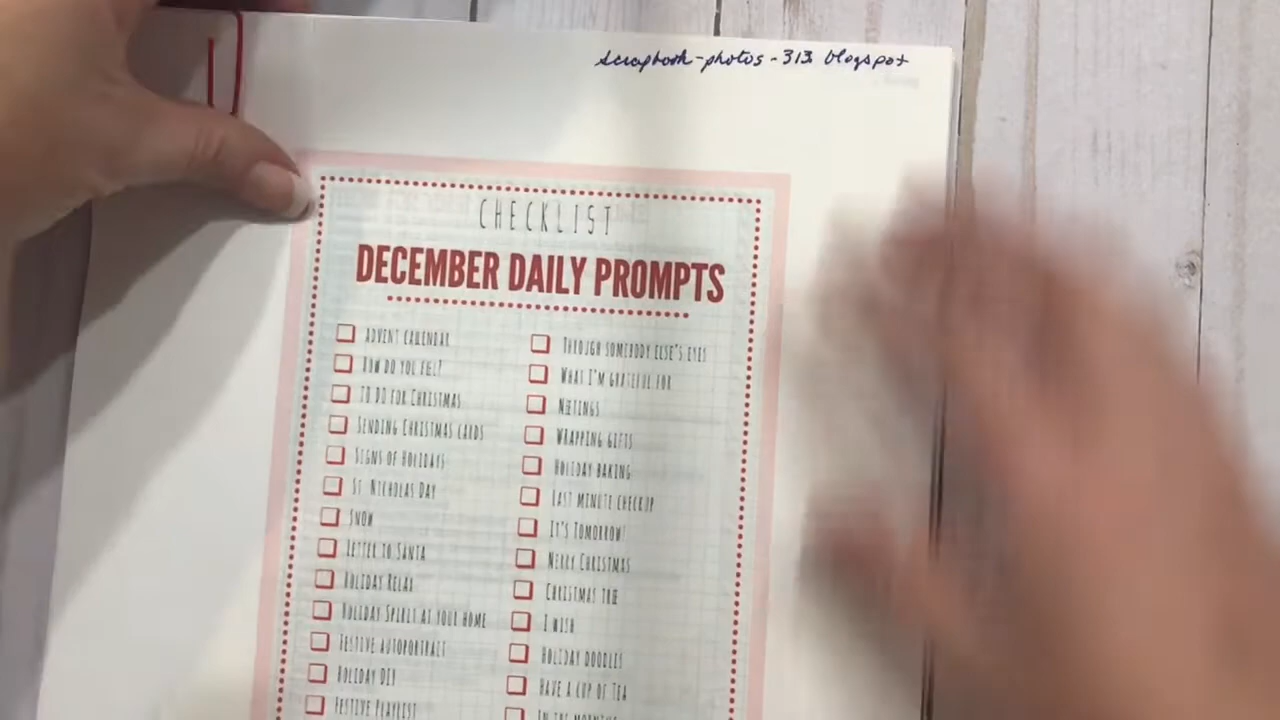 scrapbook-photos-313 blogspot
CHECKLIST
DECEMBER DAILY PROMPTS
ADVENT CALENDAR
HOW DO YOU FEEL?
TO DO FOR CHRISTMAS
SENDING CHRISTMAS CARDS
SIGNS OF HOLIDAYS
ST. NICHOLAS DAY
SNOW
LETTER TO SANTA
HOLIDAY RELAX
HOLIDAY SPIRIT AT YOUR HOME
FESTIVE AUTOPORTRAIT
HOLIDAY DIY
FESTIVE PLAYLIST
THROUGH SOMEBODY ELSE'S EYES
WHAT I'M GRATEFUL FOR
MEETINGS
WRAPPING GIFTS
HOLIDAY BAKING
LAST MINUTE CHECKUP
IT'S TOMORROW!
MERRY CHRISTMAS
CHRISTMAS TREE
I WISH
HOLIDAY DOODLES
HAVE A CUP OF TEA
IN THE MORNING